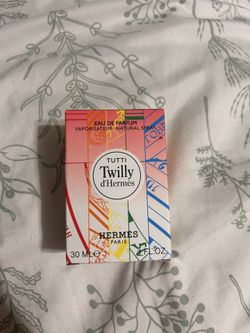 EAU DE PARFUM
VAPORISATEUR-NATURAL SPRAY
TUTTI
Twilly
d'Hermès
HERMÈS
PARIS
30 ML ℮ FL.OZ.